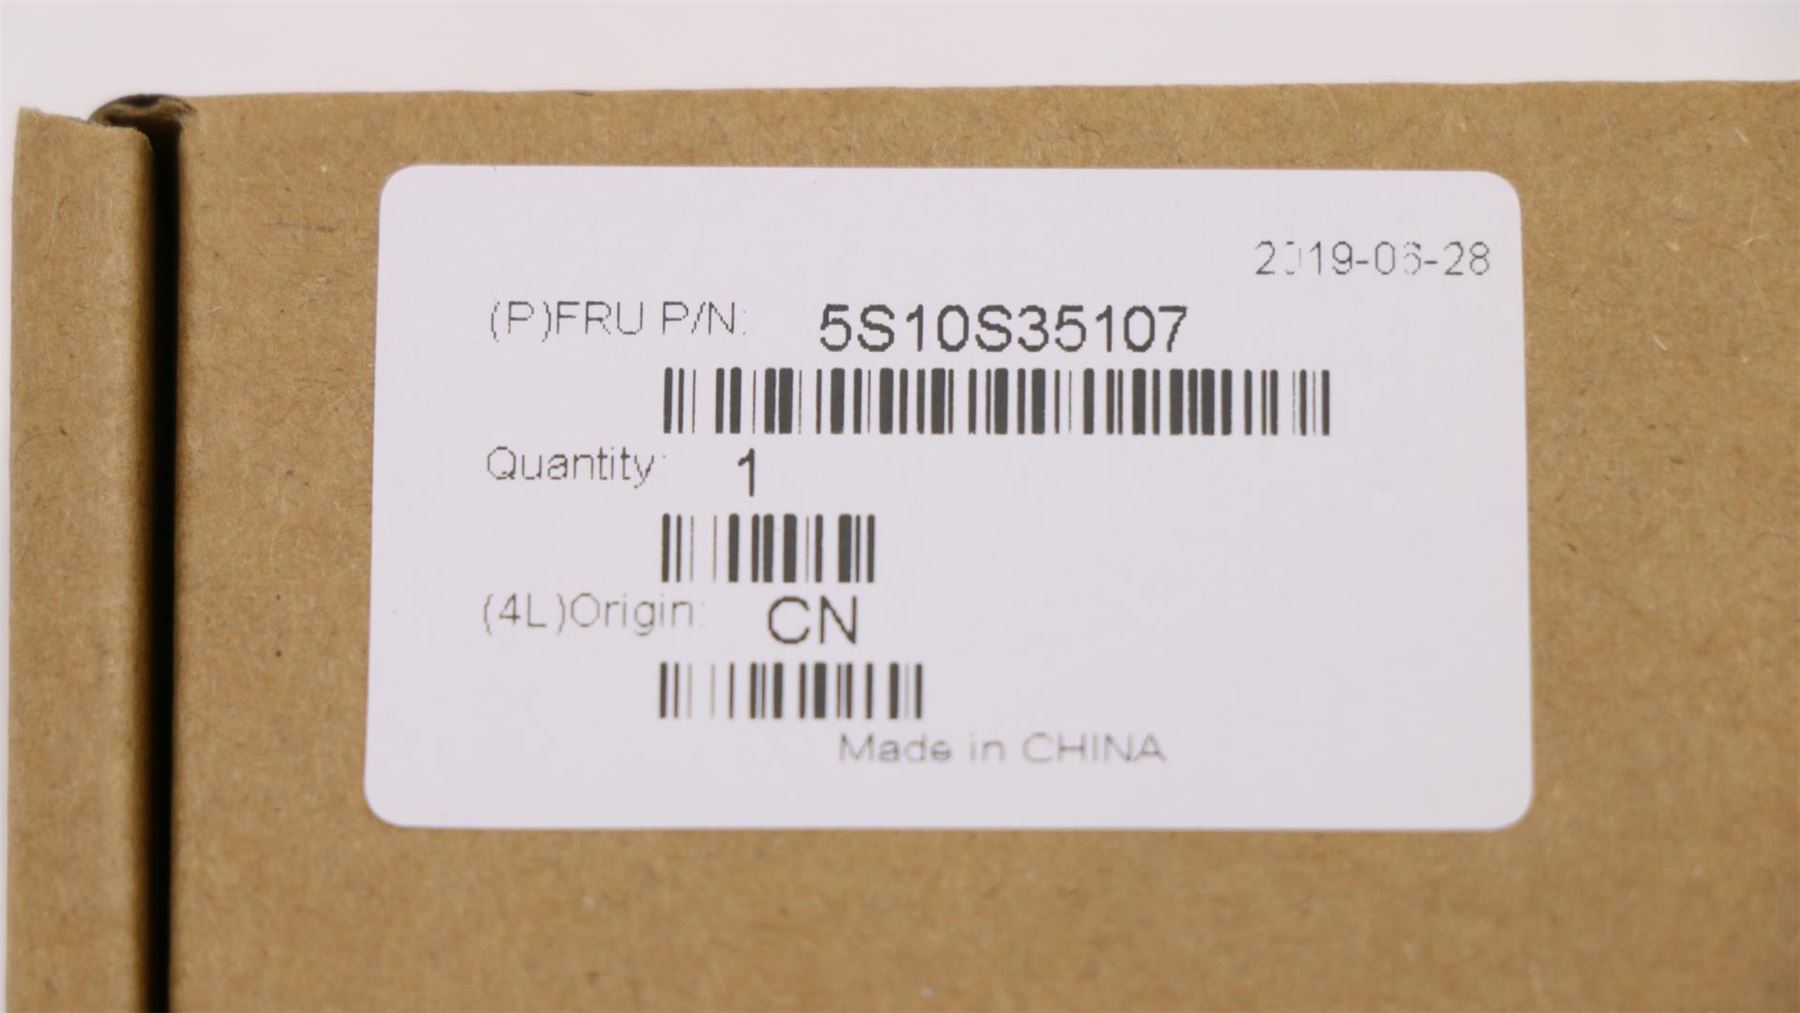 2019-06-28
(P)FRU P/N: 5S10S35107
Quantity: 1
(4L)Origin: CN
Made in CHINA